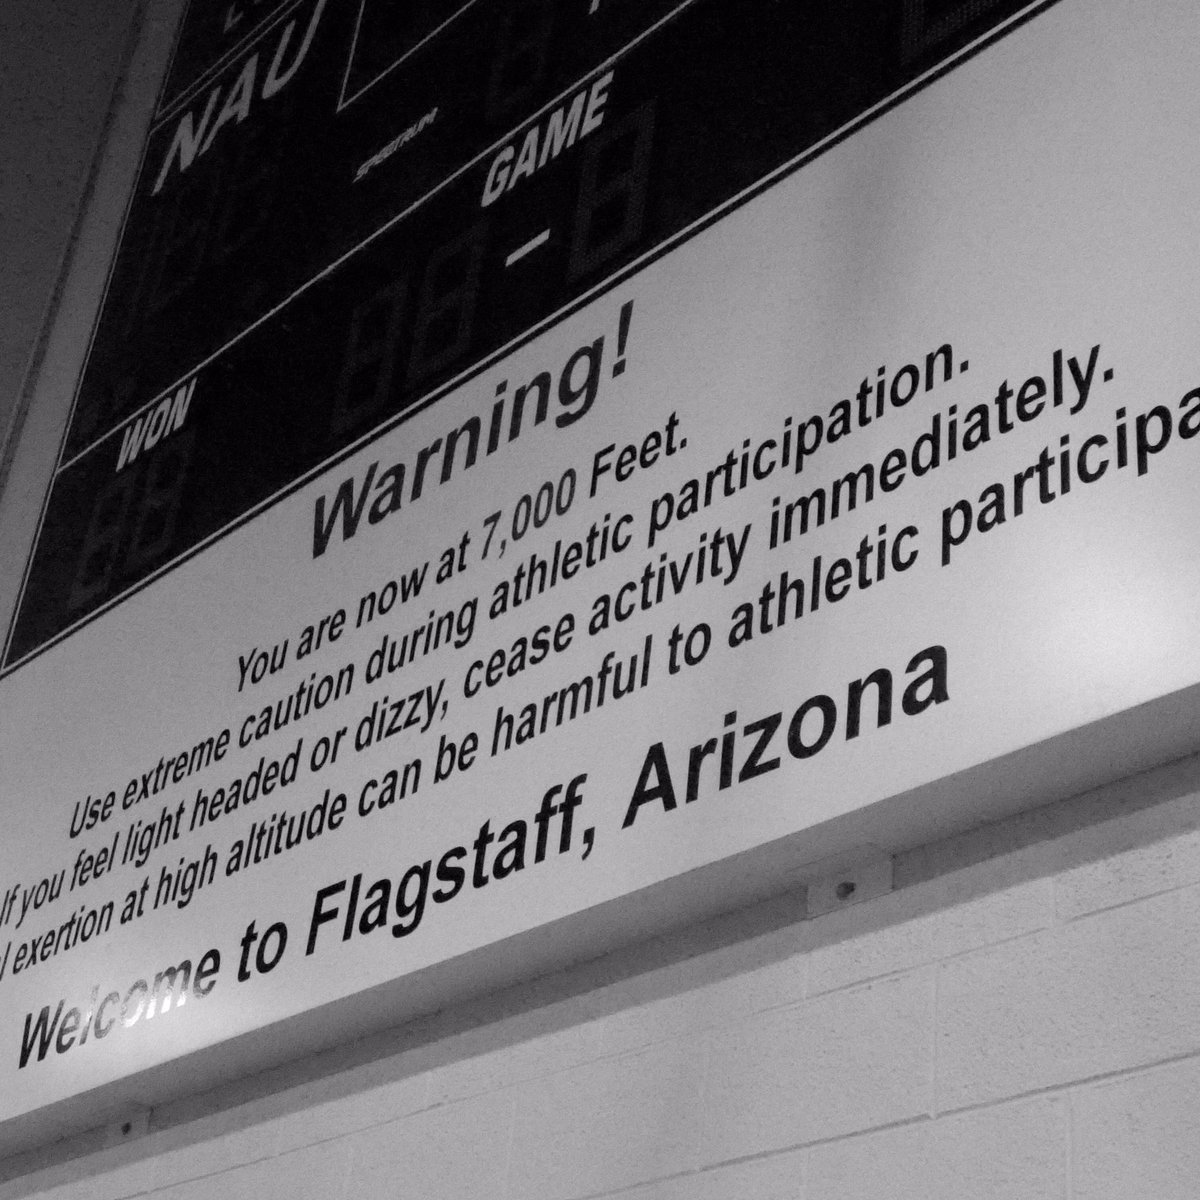 NAU
SPECTRUM
GAME
WON
Warning!
You are now at 7,000 Feet.
Use extreme caution during athletic participation.
If you feel light headed or dizzy, cease activity immediately.
l exertion at high altitude can be harmful to athletic participa
Welcome to Flagstaff, Arizona